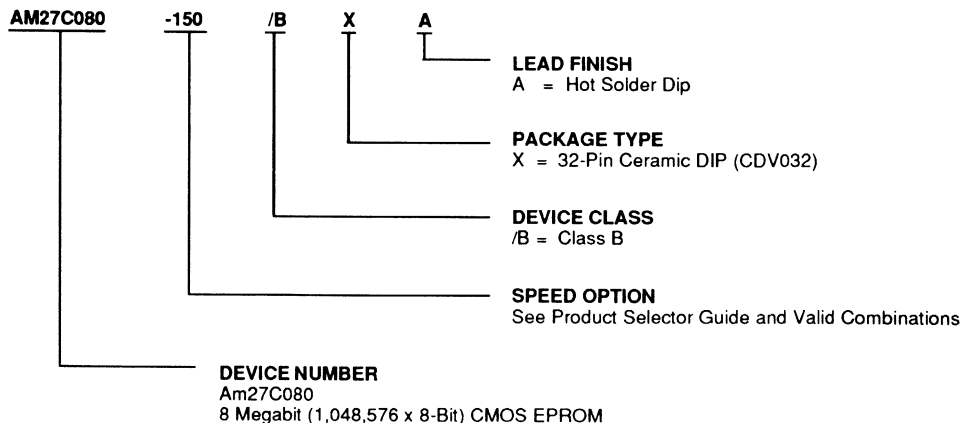 AM27C080 -150 /B X A
LEAD FINISH
A = Hot Solder Dip
PACKAGE TYPE
X = 32-Pin Ceramic DIP (CDV032)
DEVICE CLASS
/B = Class B
SPEED OPTION
See Product Selector Guide and Valid Combinations
DEVICE NUMBER
Am27C080
8 Megabit (1,048,576 x 8-Bit) CMOS EPROM